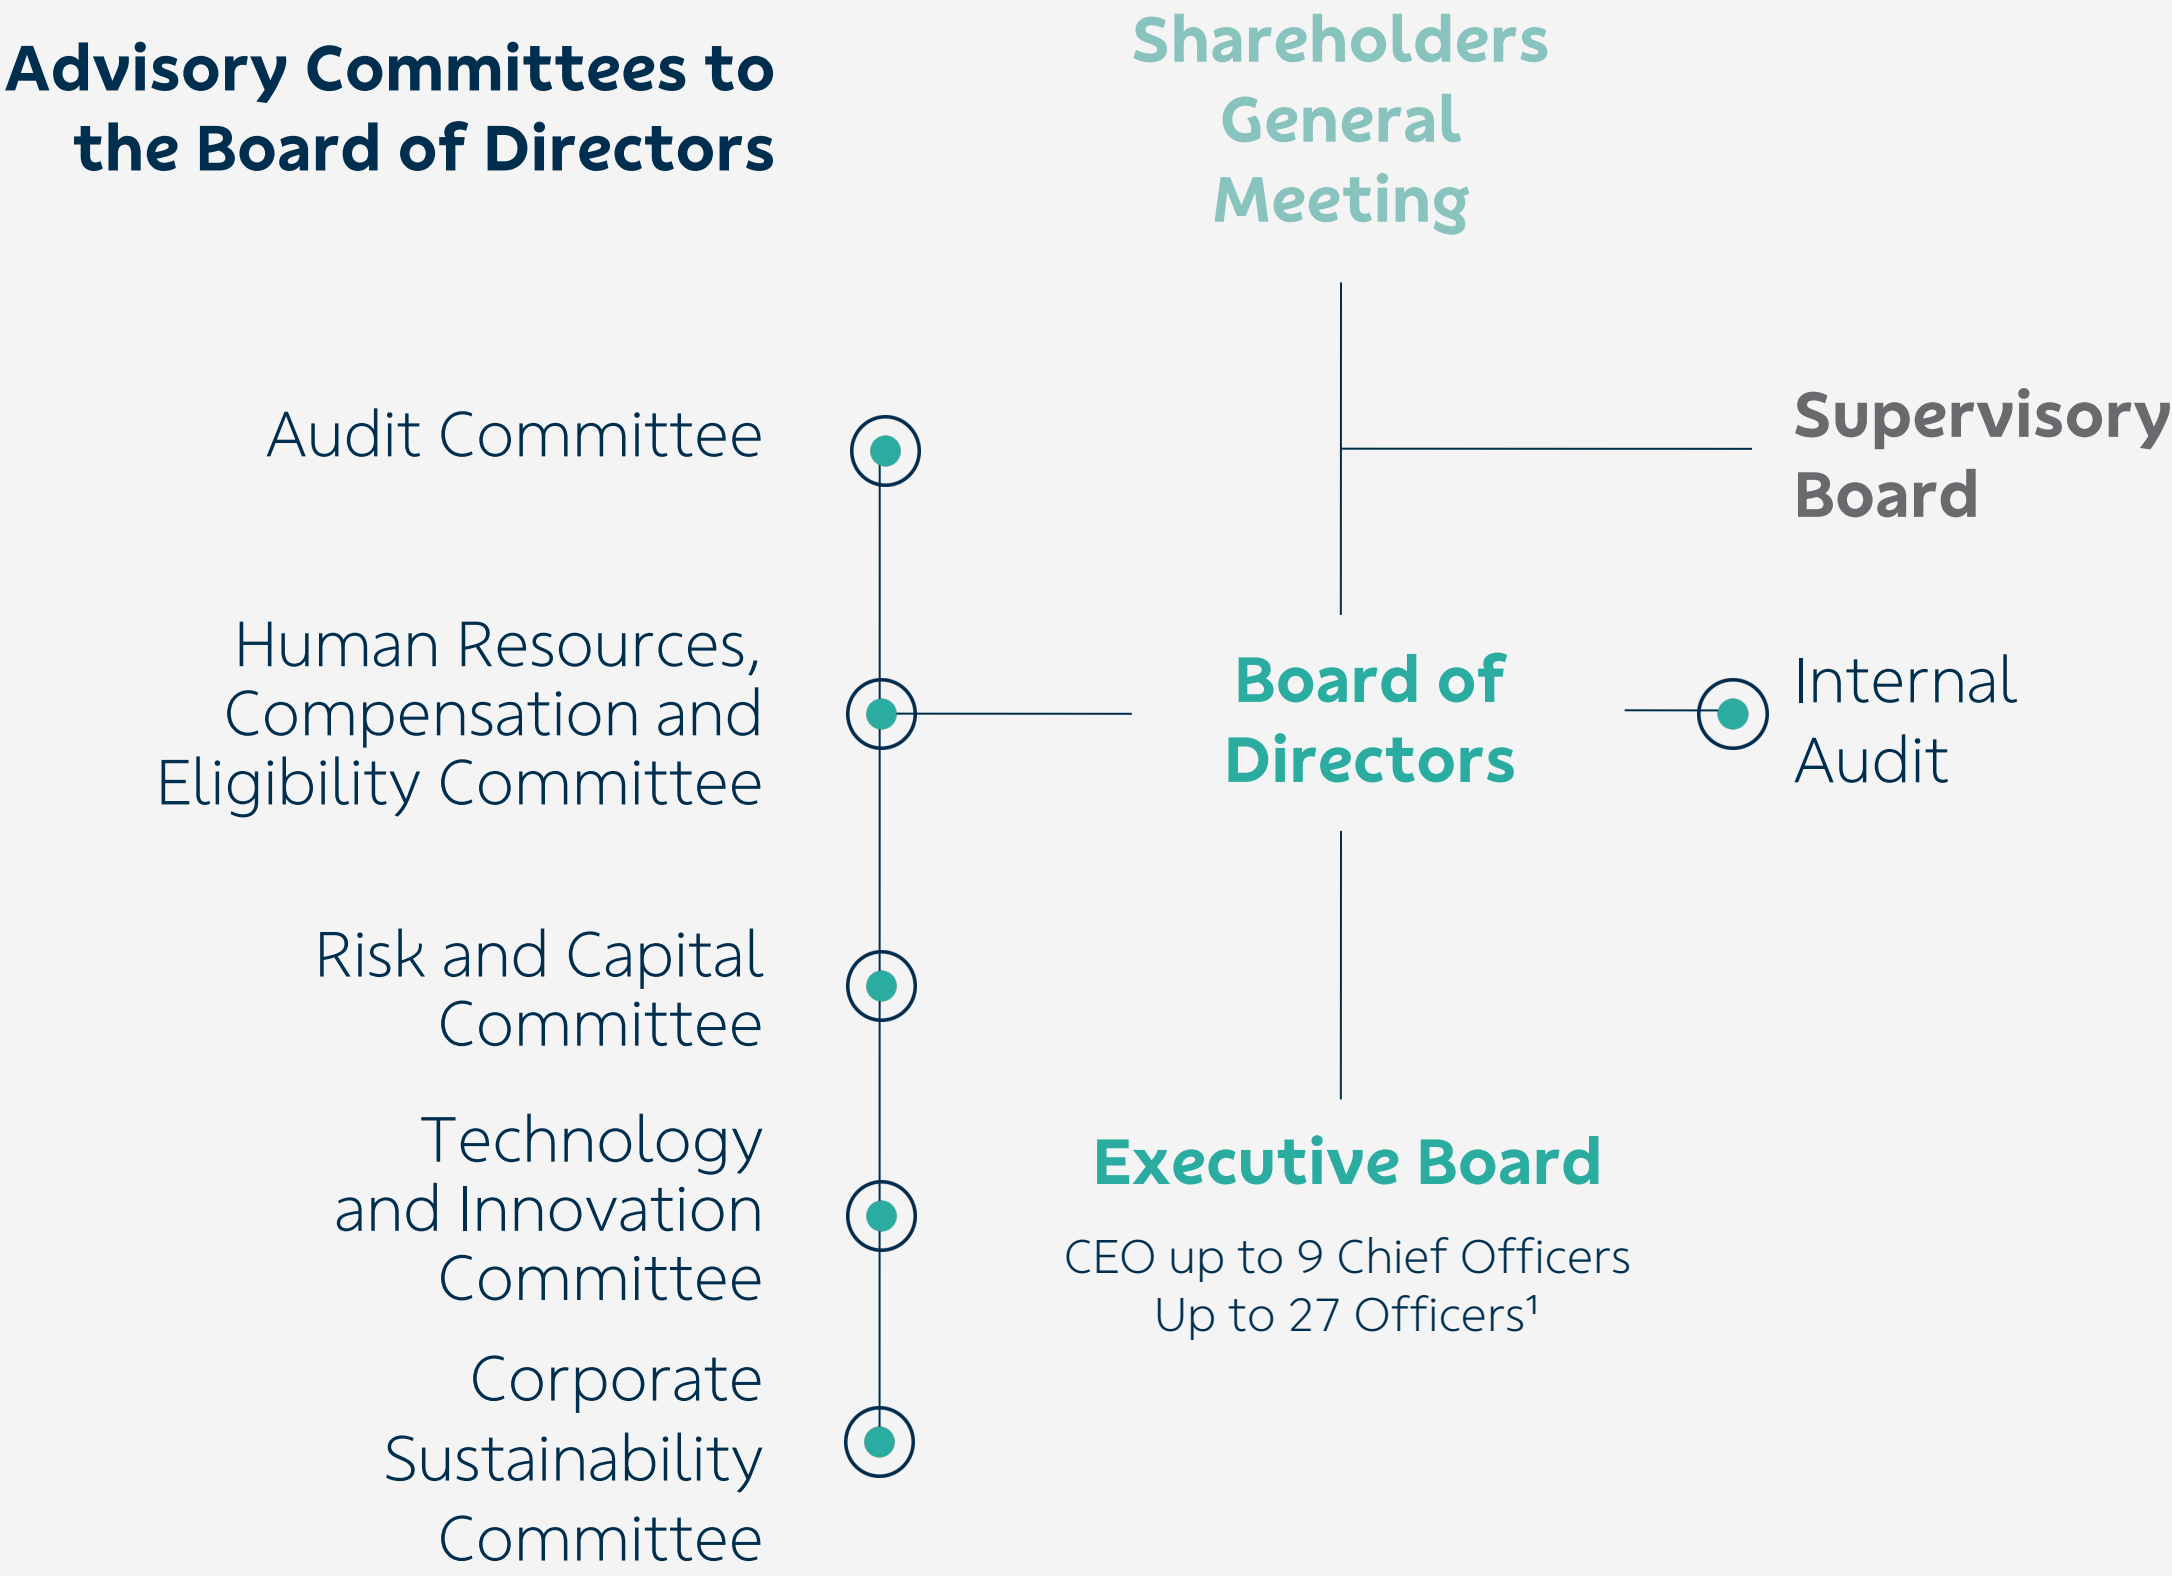 Advisory Committees to
the Board of Directors
Shareholders
General
Meeting
Supervisory
Board
Audit Committee
Human Resources,
Compensation and
Eligibility Committee
Board of
Directors
Internal
Audit
Risk and Capital
Committee
Technology
and Innovation
Committee
Executive Board
CEO up to 9 Chief Officers
Up to 27 Officers¹
Corporate
Sustainability
Committee